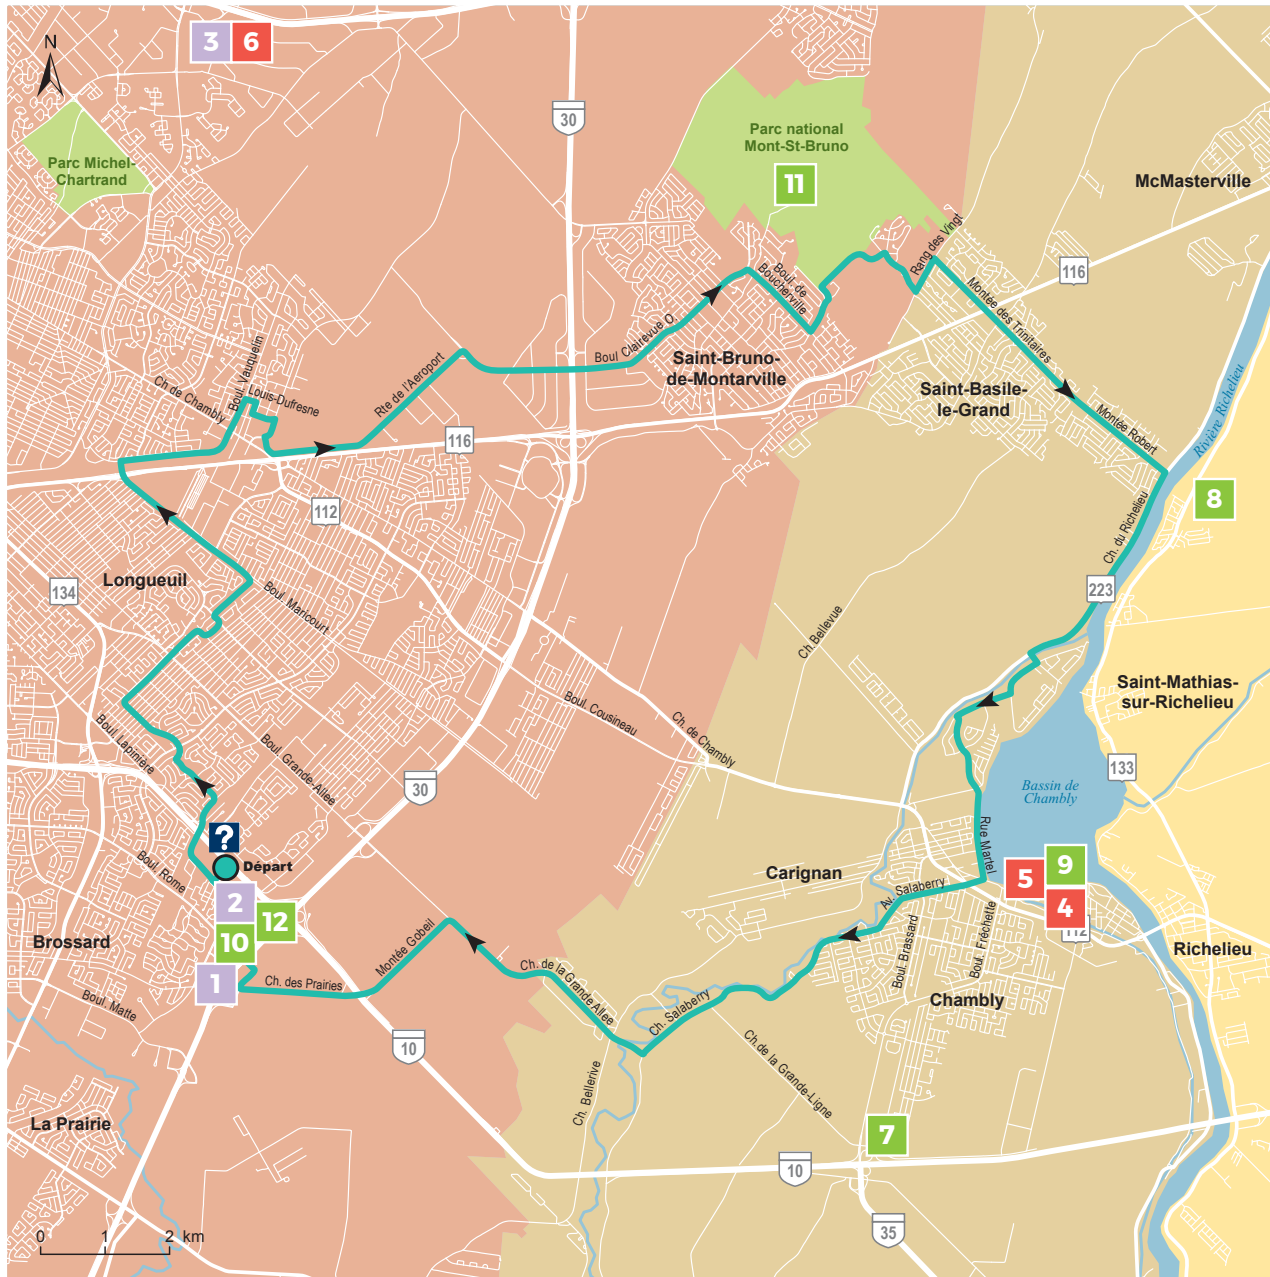 3
6
N
30
Parc national
Mont-St-Bruno
11
Parc Michel-
Chartrand
McMasterville
Rang des Vingt
116
Boul. de
Boucherville
Montée des Trinitaires
Boul Clairevue O.
Saint-Bruno-
de-Montarville
Rte de l'Aeroport
Boul. Vauquelin
Ch de Chambly
Louis-Dufresne
Saint-Basile-
le-Grand
Montée Robert
Rivière Richelieu
116
8
112
Ch. du Richelieu
Longueuil
134
Boul. Maricourt
223
Ch.Bellevue
Saint-Mathias-
sur-Richelieu
Boul. Cousineau
Ch. de Chambly
Boul. Lapinière
Boul. Grande-Allee
133
30
Bassin de
Chambly
?
Départ
Rue Martel
Boul. Rome
Carignan
5
9
4
112
Av. Salaberry
2
12
10
Brossard
Montée Gobeil
Boul. Brassard
Boul. Fréchette
Richelieu
1
Ch. des Prairies
Ch. de la Grande Allee
Ch. Salaberry
Chambly
Boul. Matte
10
Ch.de la Grande-Ligne
Ch. Bellerive
La Prairie
7
10
35
0 1 2 km